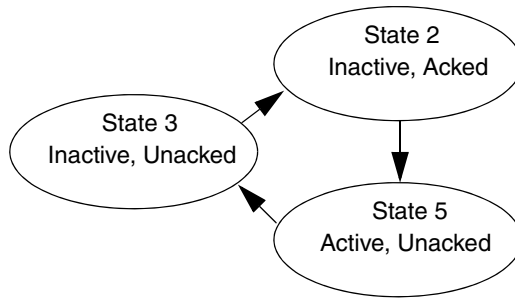 State 2
Inactive, Acked
State 3
Inactive, Unacked
State 5
Active, Unacked